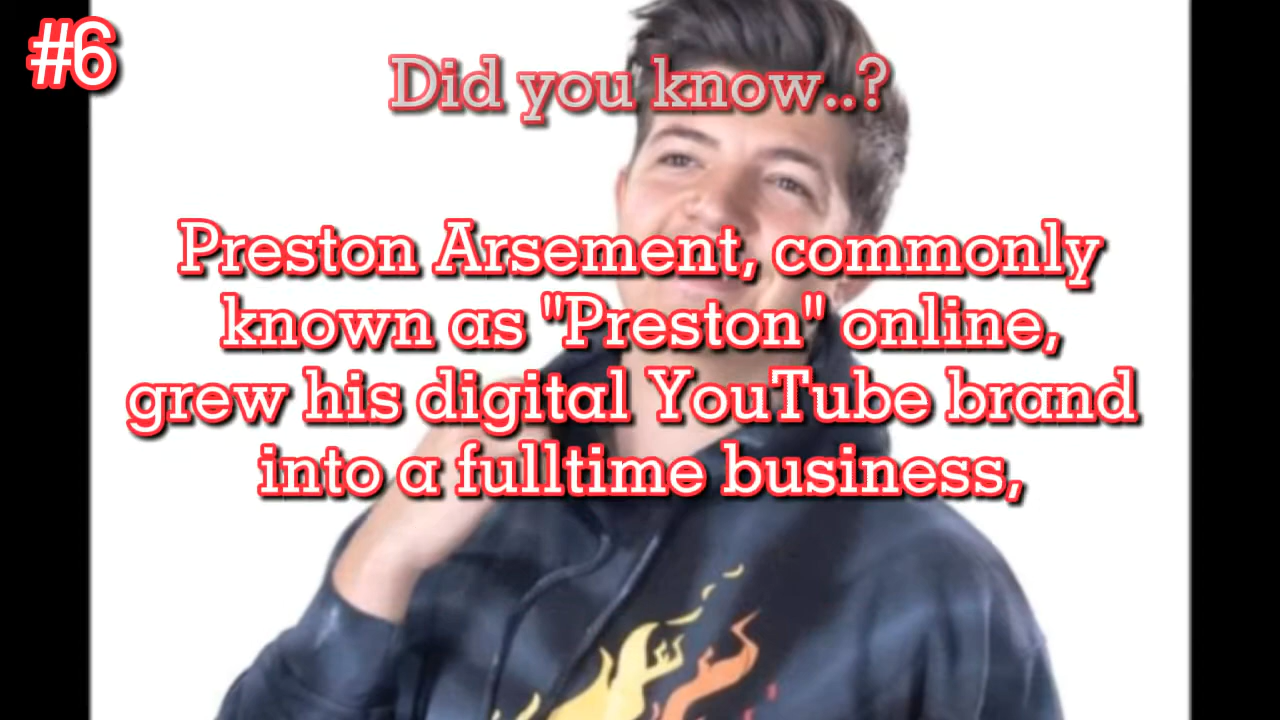 #6
Did you know..?
Preston Arsement, commonly
known as "Preston" online,
grew his digital YouTube brand
into a fulltime business,